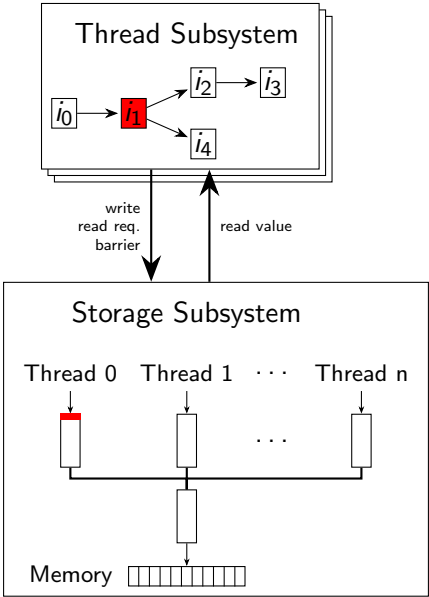 Thread Subsystem
i2 i3
i0 i1
i4
write
read req.
barrier
read value
Storage Subsystem
Thread 0 Thread 1 · · · Thread n
· · ·
Memory